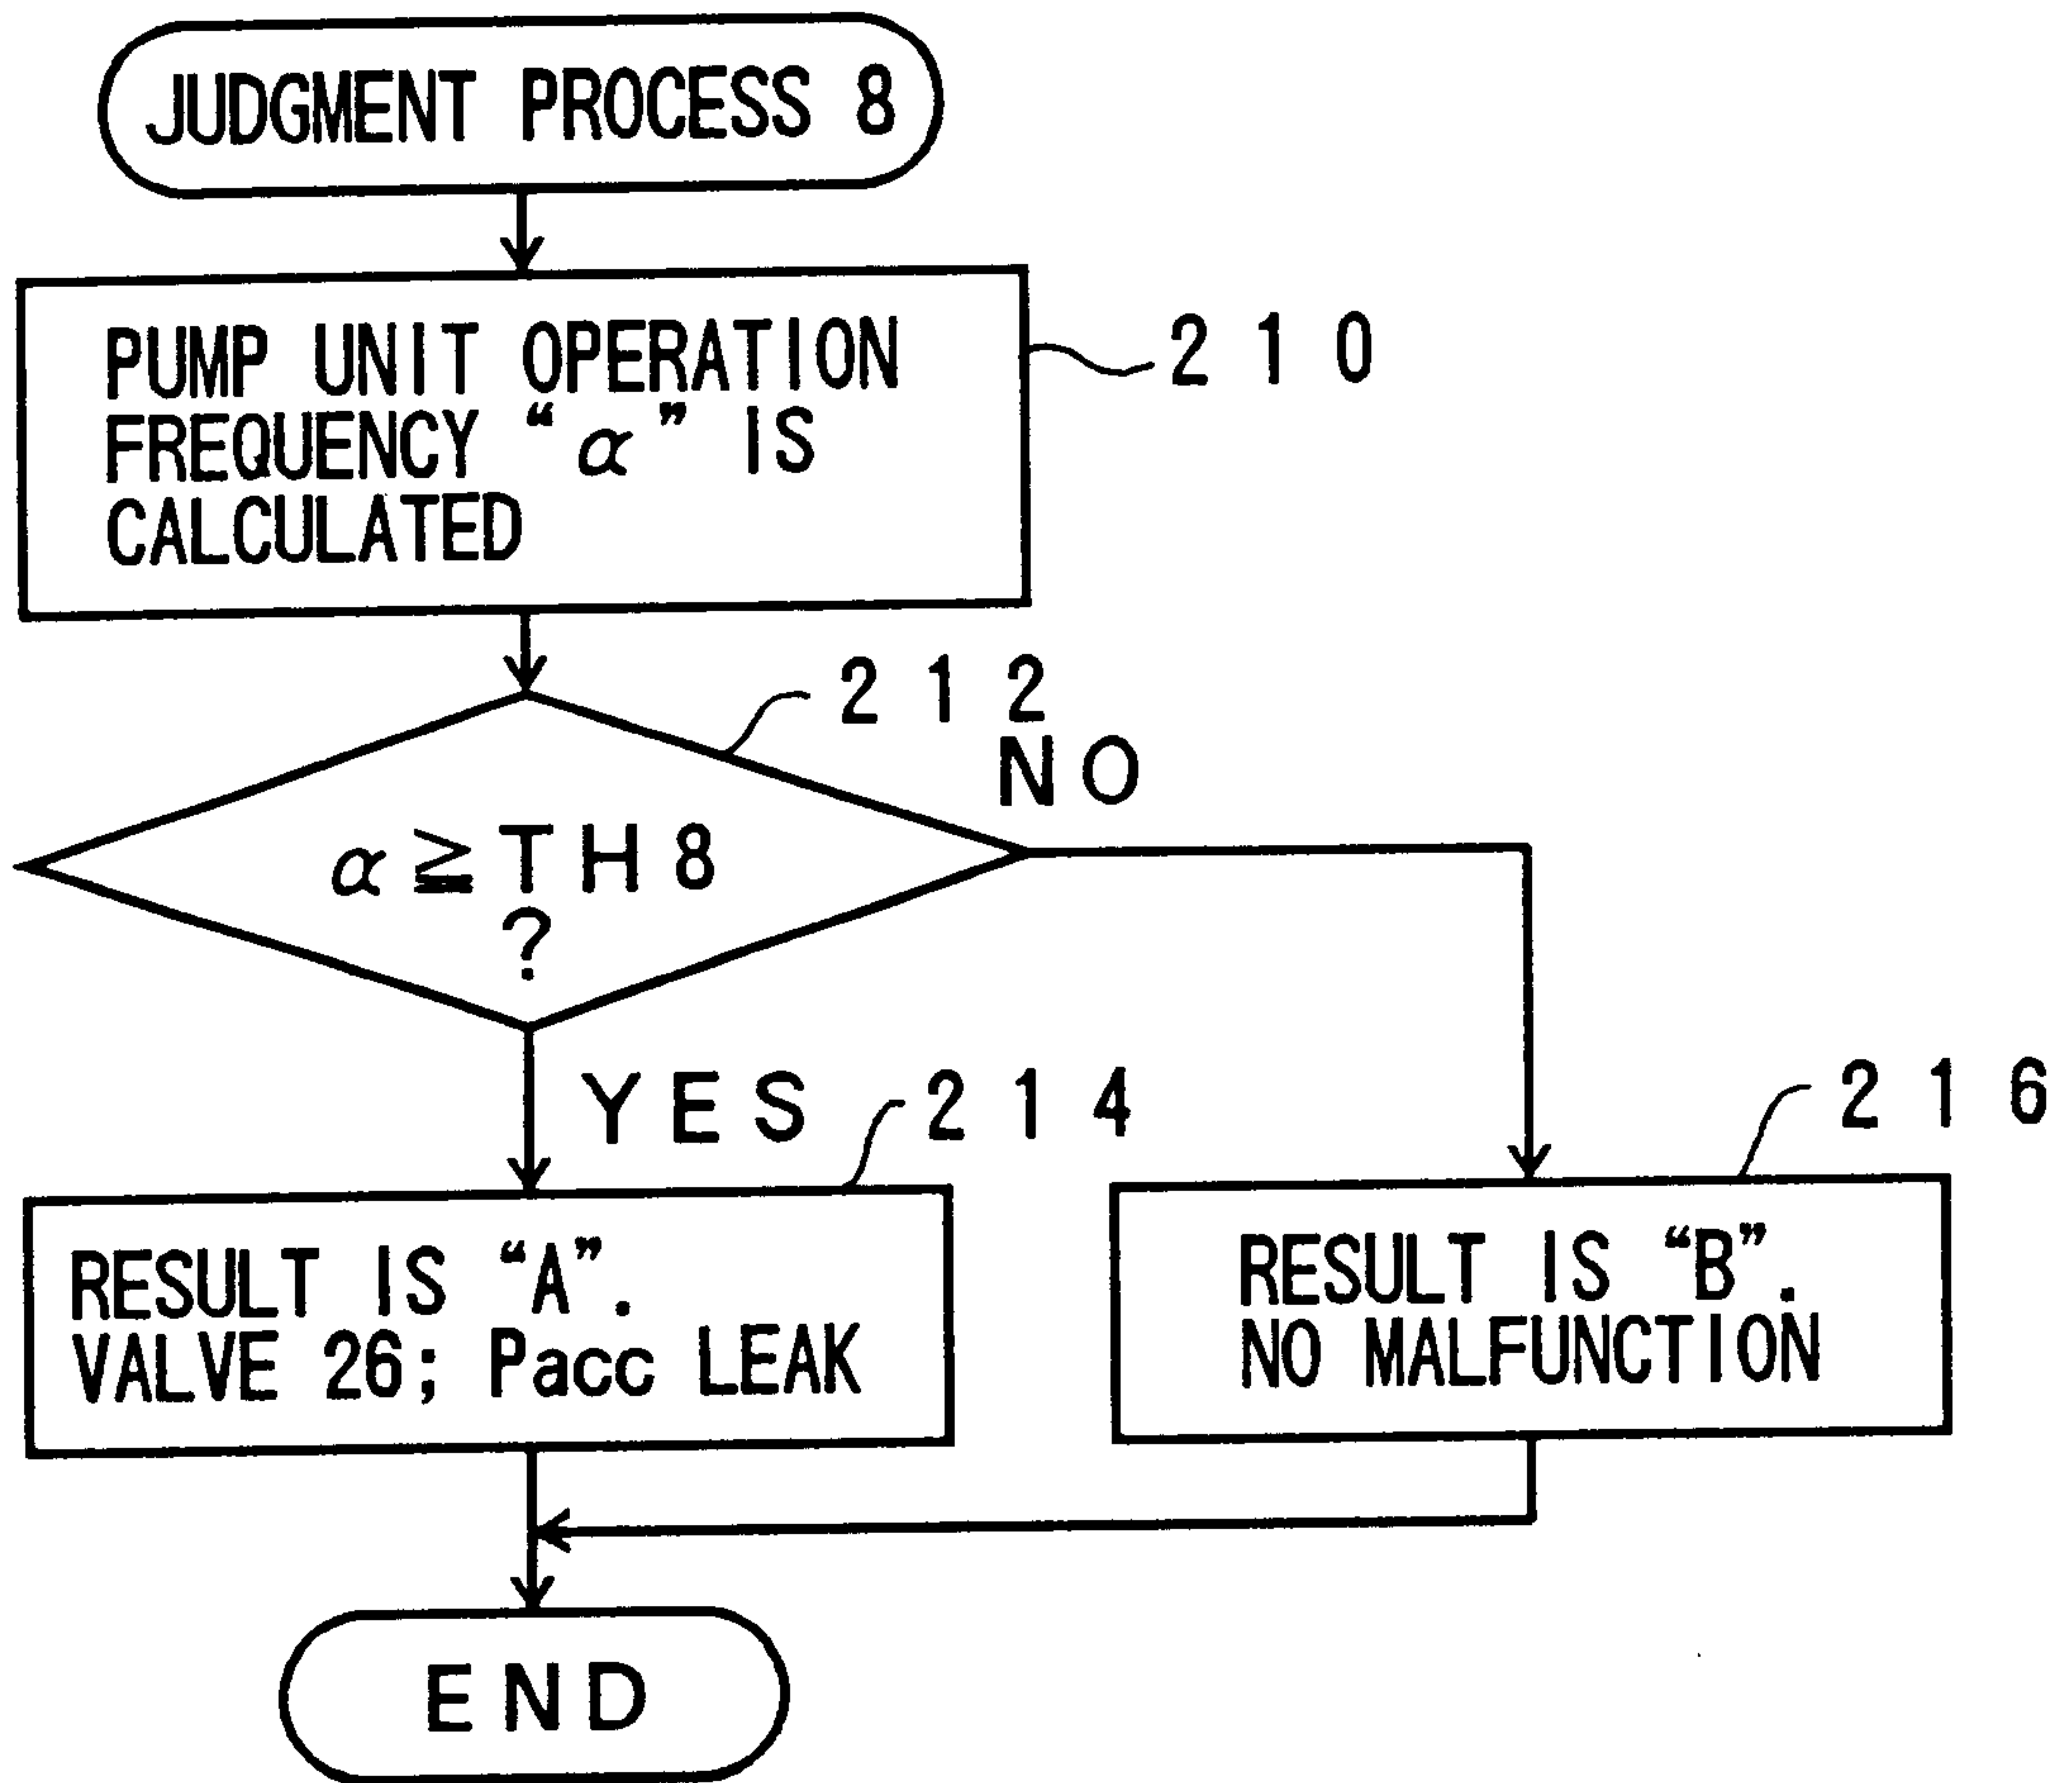 JUDGMENT PROCESS 8
PUMP UNIT OPERATION
FREQUENCY “α” IS
CALCULATED
210
212
NO
α≧TH8
?
YES
214
216
RESULT IS “A”.
VALVE 26; Pacc LEAK
RESULT IS “B”.
NO MALFUNCTION
END